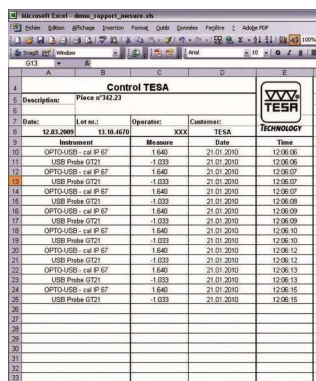 Microsoft Excel - demo_rapport_mesure.xls
Fichier Edition Affichage Insertion Format Outils Données Fenêtre ? Adobe PDF
SnagIt Window Arial 10 G I S
100%
G13 fx
A B C D E
4 Control TESA
5 Description: Piece n°342.23
TESA
TECHNOLOGY
6
7 Date: Lot nr.: Operator: Customer:
8 12.03.2009 13.10.4670 XXX TESA
9 Instrument Measure Date Time
10 OPTO-USB - cal IP 67 1.640 21.01.2010 12:06:06
11 USB Probe GT21 -1.033 21.01.2010 12:06:06
12 OPTO-USB - cal IP 67 1.640 21.01.2010 12:06:07
13 USB Probe GT21 -1.033 21.01.2010 12:06:07
14 OPTO-USB - cal IP 67 1.640 21.01.2010 12:06:07
15 USB Probe GT21 -1.033 21.01.2010 12:06:08
16 OPTO-USB - cal IP 67 1.640 21.01.2010 12:06:09
17 USB Probe GT21 -1.033 21.01.2010 12:06:09
18 OPTO-USB - cal IP 67 1.640 21.01.2010 12:06:10
19 USB Probe GT21 -1.033 21.01.2010 12:06:10
20 OPTO-USB - cal IP 67 1.640 21.01.2010 12:06:12
21 USB Probe GT21 -1.033 21.01.2010 12:06:12
22 OPTO-USB - cal IP 67 1.640 21.01.2010 12:06:13
23 USB Probe GT21 -1.033 21.01.2010 12:06:13
24 OPTO-USB - cal IP 67 1.640 21.01.2010 12:06:15
25 USB Probe GT21 -1.033 21.01.2010 12:06:15
26
27
28
29
30
31
32
33